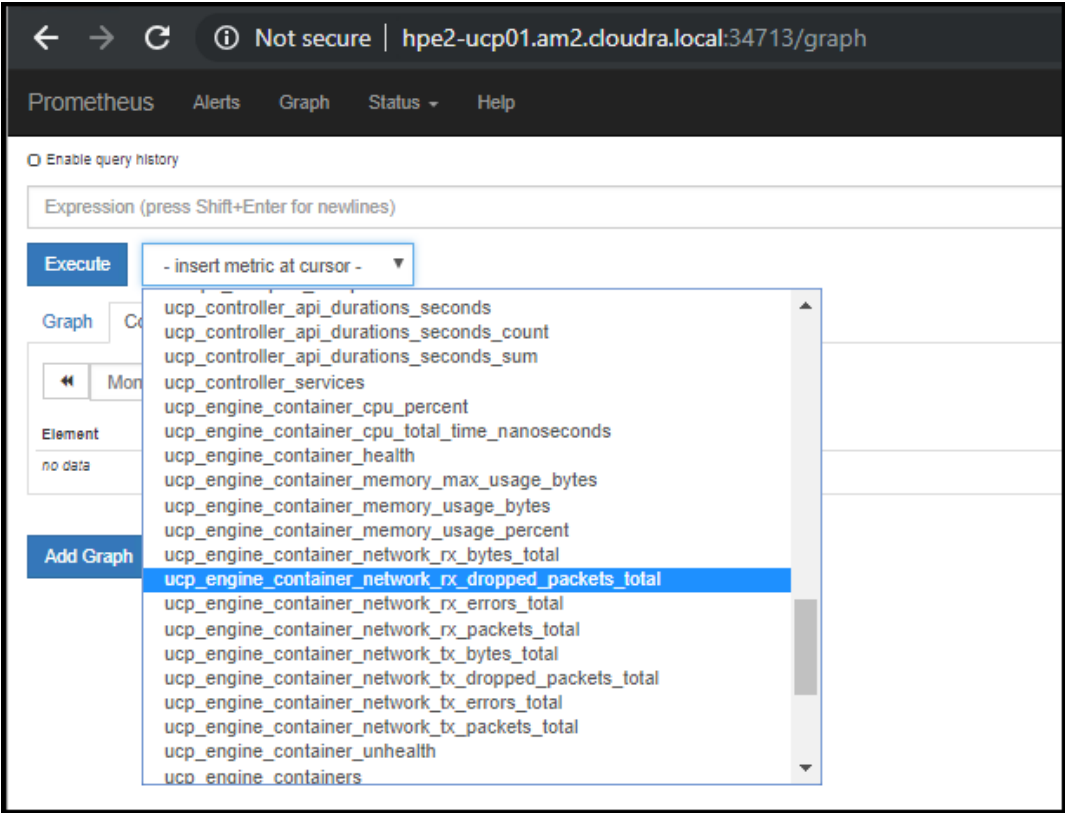 Not secure | hpe2-ucp01.am2.cloudra.local:34713/graph
Prometheus Alerts Graph Status Help
Enable query history
Expression (press Shift+Enter for newlines)
Execute - insert metric at cursor -
ucp_controller_api_durations_seconds
Graph Co
ucp_controller_api_durations_seconds_count
ucp_controller_api_durations_seconds_sum
Mon
ucp_controller_services
ucp_engine_container_cpu_percent
Element
ucp_engine_container_cpu_total_time_nanoseconds
ucp_engine_container_health
no data
ucp_engine_container_memory_max_usage_bytes
ucp_engine_container_memory_usage_bytes
ucp_engine_container_memory_usage_percent
Add Graph
ucp_engine_container_network_rx_bytes_total
ucp_engine_container_network_rx_dropped_packets_total
ucp_engine_container_network_rx_errors_total
ucp_engine_container_network_rx_packets_total
ucp_engine_container_network_tx_bytes_total
ucp_engine_container_network_tx_dropped_packets_total
ucp_engine_container_network_tx_errors_total
ucp_engine_container_network_tx_packets_total
ucp_engine_container_unhealth
ucp_engine_containers